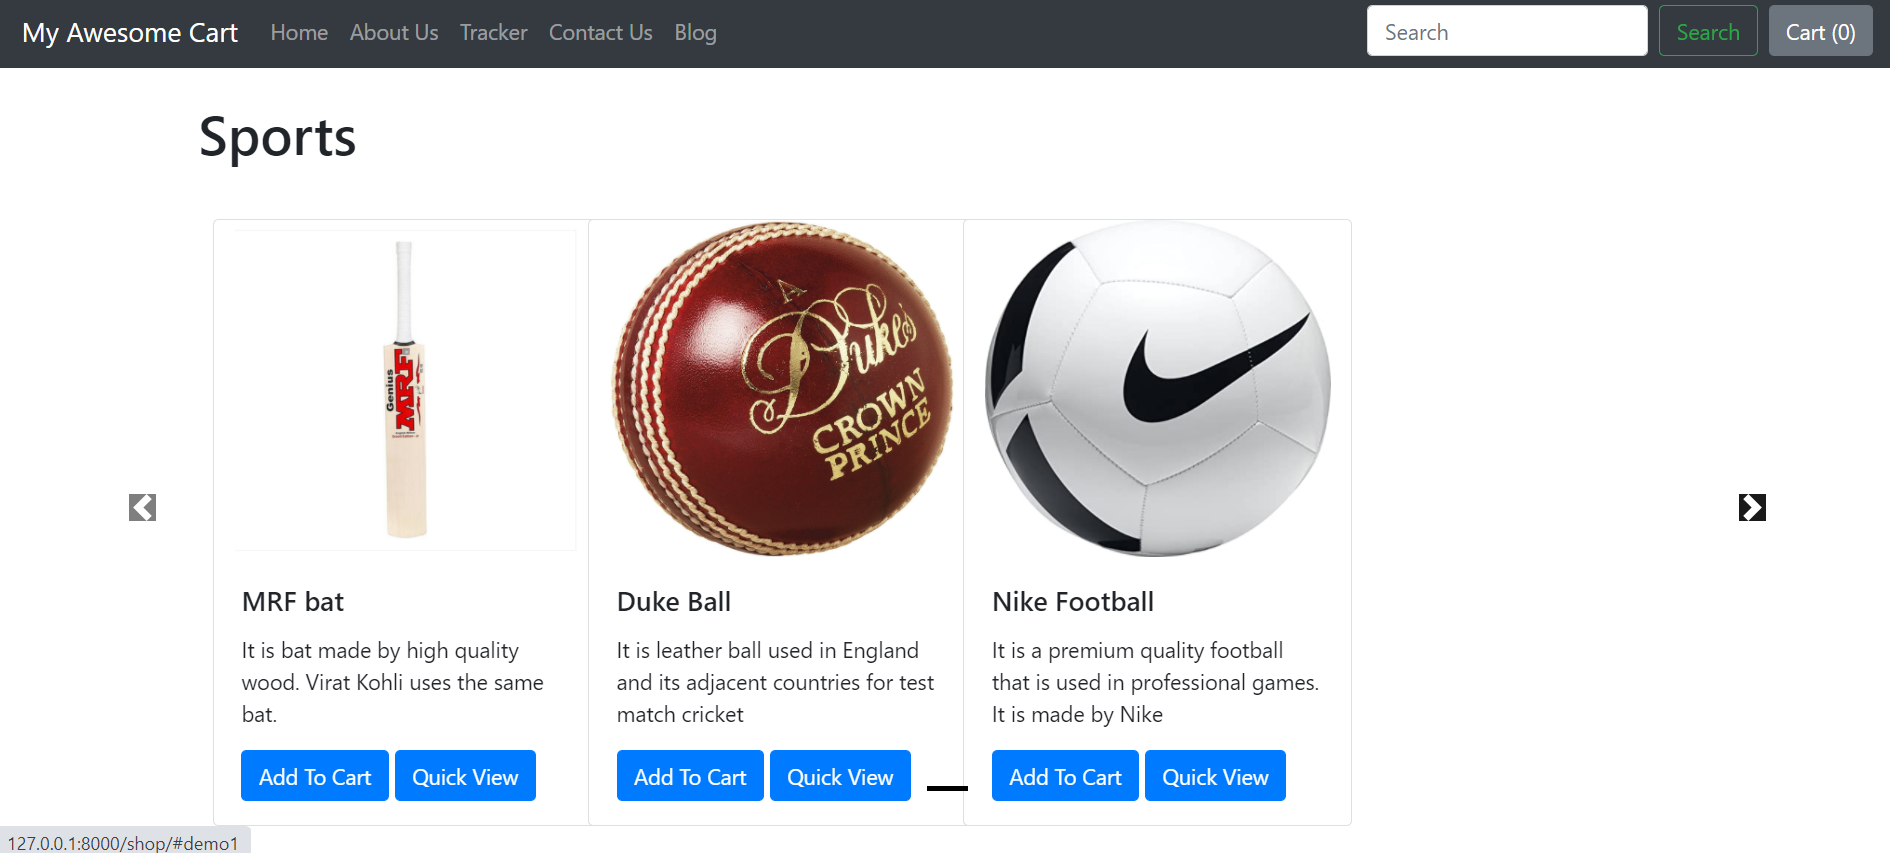 My Awesome Cart Home About Us Tracker Contact Us Blog Search Search Cart (0)
Sports
Genius
MRF
A
Duke's
CROWN
PRINCE
MRF bat
It is bat made by high quality
wood. Virat Kohli uses the same
bat.
Add To Cart Quick View
Duke Ball
It is leather ball used in England
and its adjacent countries for test
match cricket
Add To Cart Quick View
Nike Football
It is a premium quality football
that is used in professional games.
It is made by Nike
Add To Cart Quick View
127.0.0.1:8000/shop/#demo1